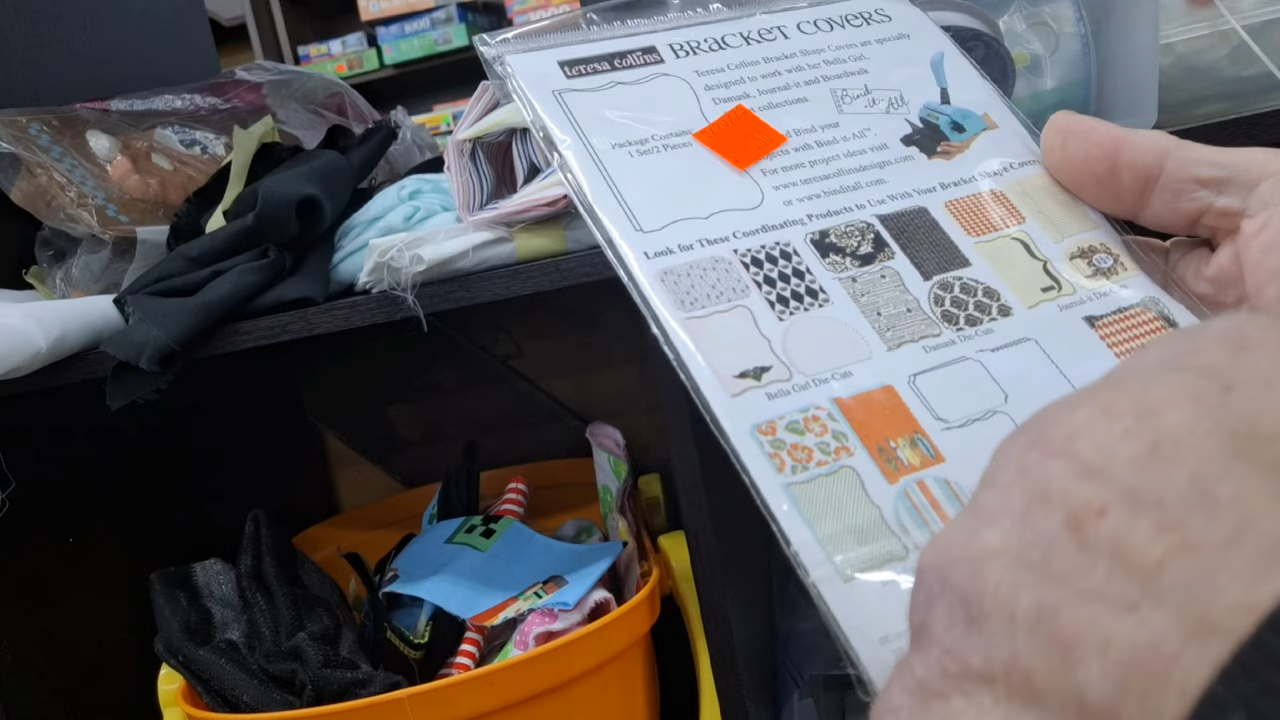 teresa collins BRACKET COVERS
Teresa Collins Bracket Shape Covers are specially
designed to work with her Bella Girl,
Damask, Journal-it and Boardwalk
collections.
Bind-it-All
Package Contains:
1 Set/2 Pieces
d Bind your
ojects with Bind-it-All™.
For more project ideas visit
www.teresacollinsdesigns.com
or www.binditall.com.
Look for These Coordinating Products to Use With Your Bracket Shape Covers
Journal-it Die-Cuts
Damask Die-Cuts
Bella Girl Die-Cuts
1000
1000